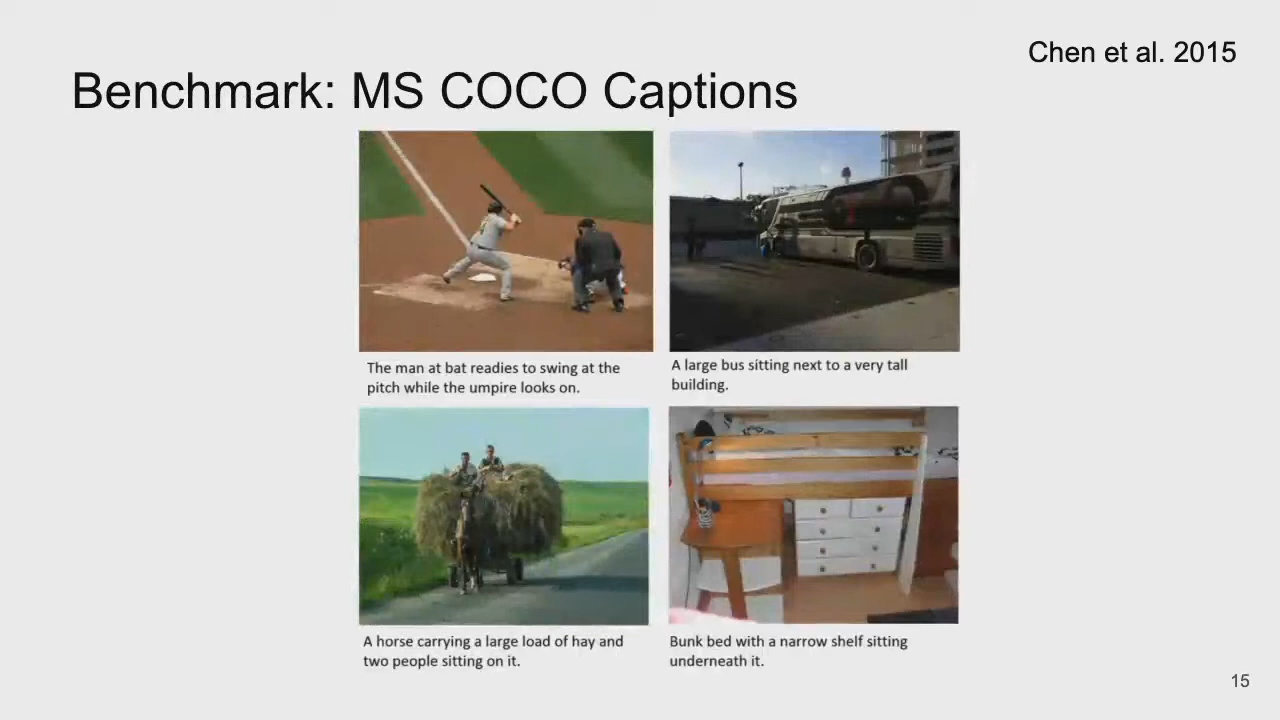 Chen et al. 2015
Benchmark: MS COCO Captions
The man at bat readies to swing at the
pitch while the umpire looks on.
A large bus sitting next to a very tall
building.
A horse carrying a large load of hay and
two people sitting on it.
Bunk bed with a narrow shelf sitting
underneath it.
15